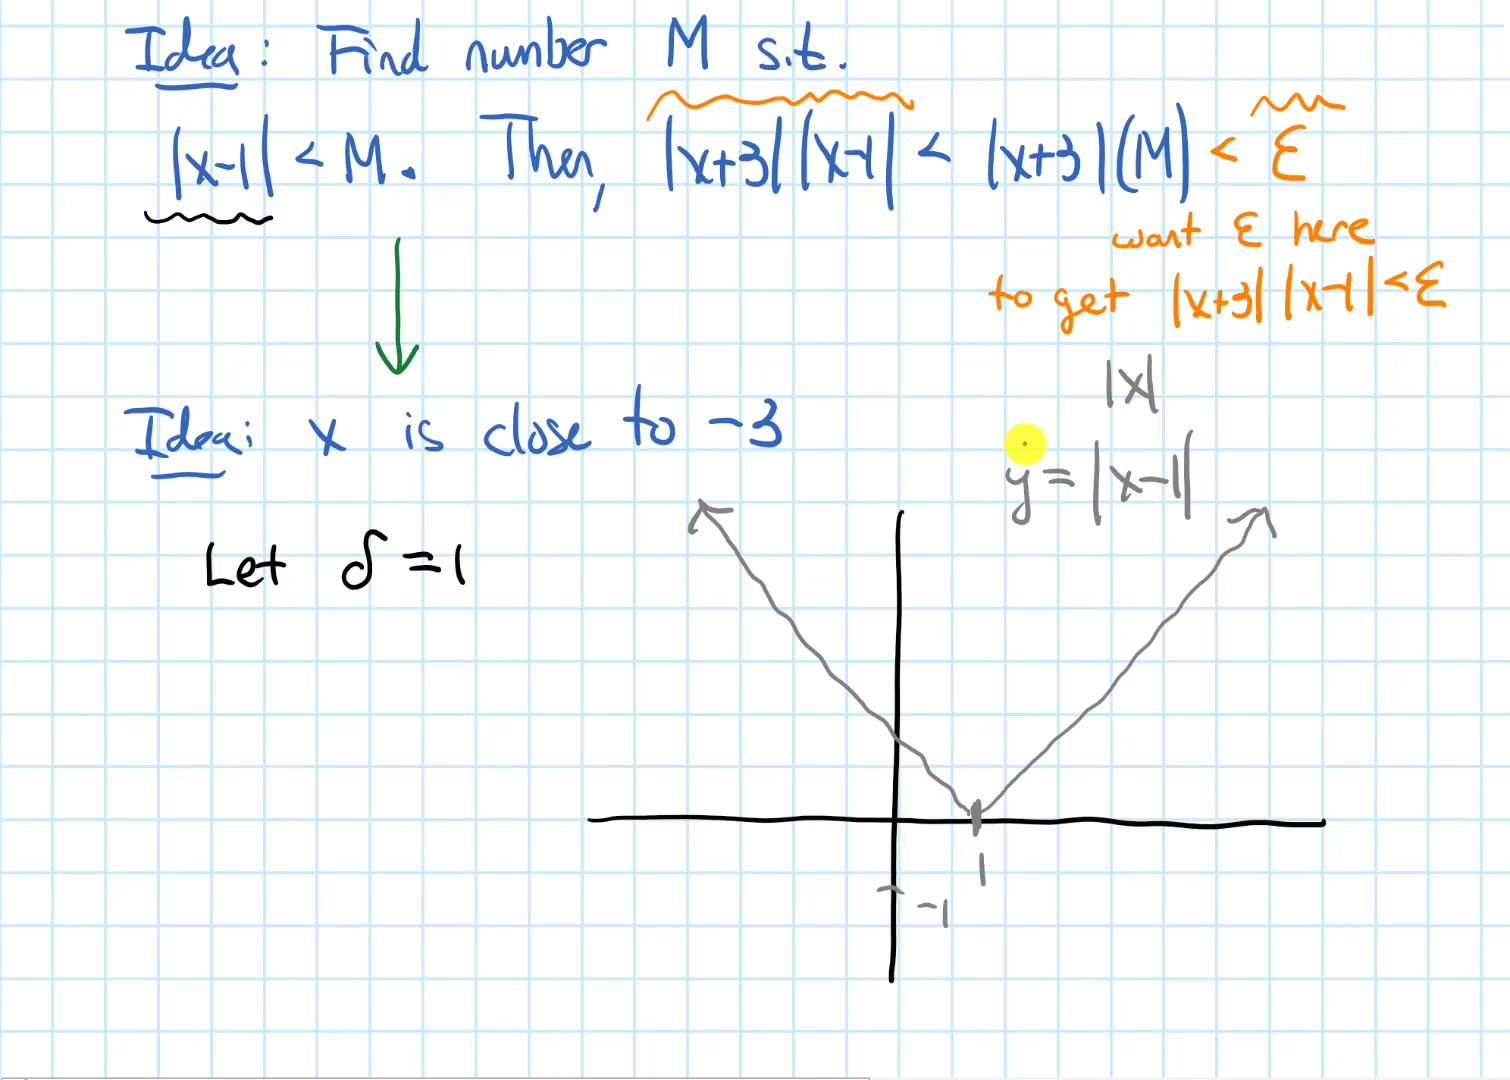 Idea: Find number M s.t.
|x-1| < M. Then, |x+3| |x-1| < |x+3| (M) < ε
want ε here
to get |x+3| |x-1| < ε
|x|
Idea: x is close to -3
y = |x-1|
Let δ = 1
1
-1